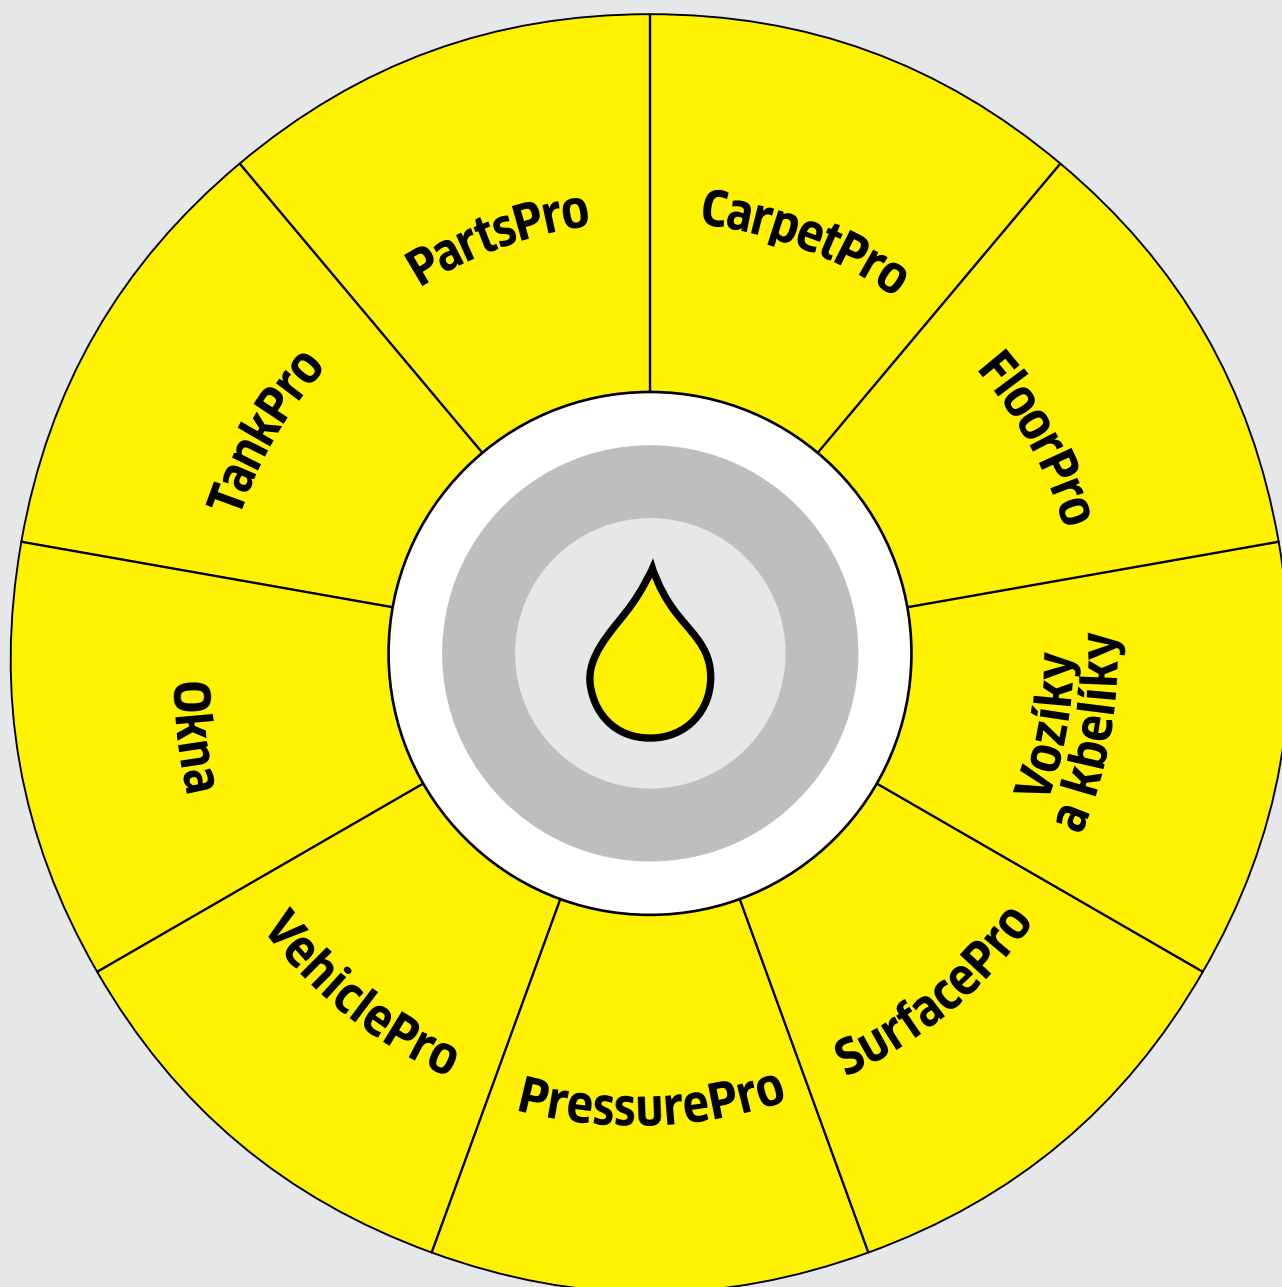 CarpetPro
FloorPro
Vozíky
a kbelíky
SurfacePro
PressurePro
VehiclePro
Okna
TankPro
PartsPro